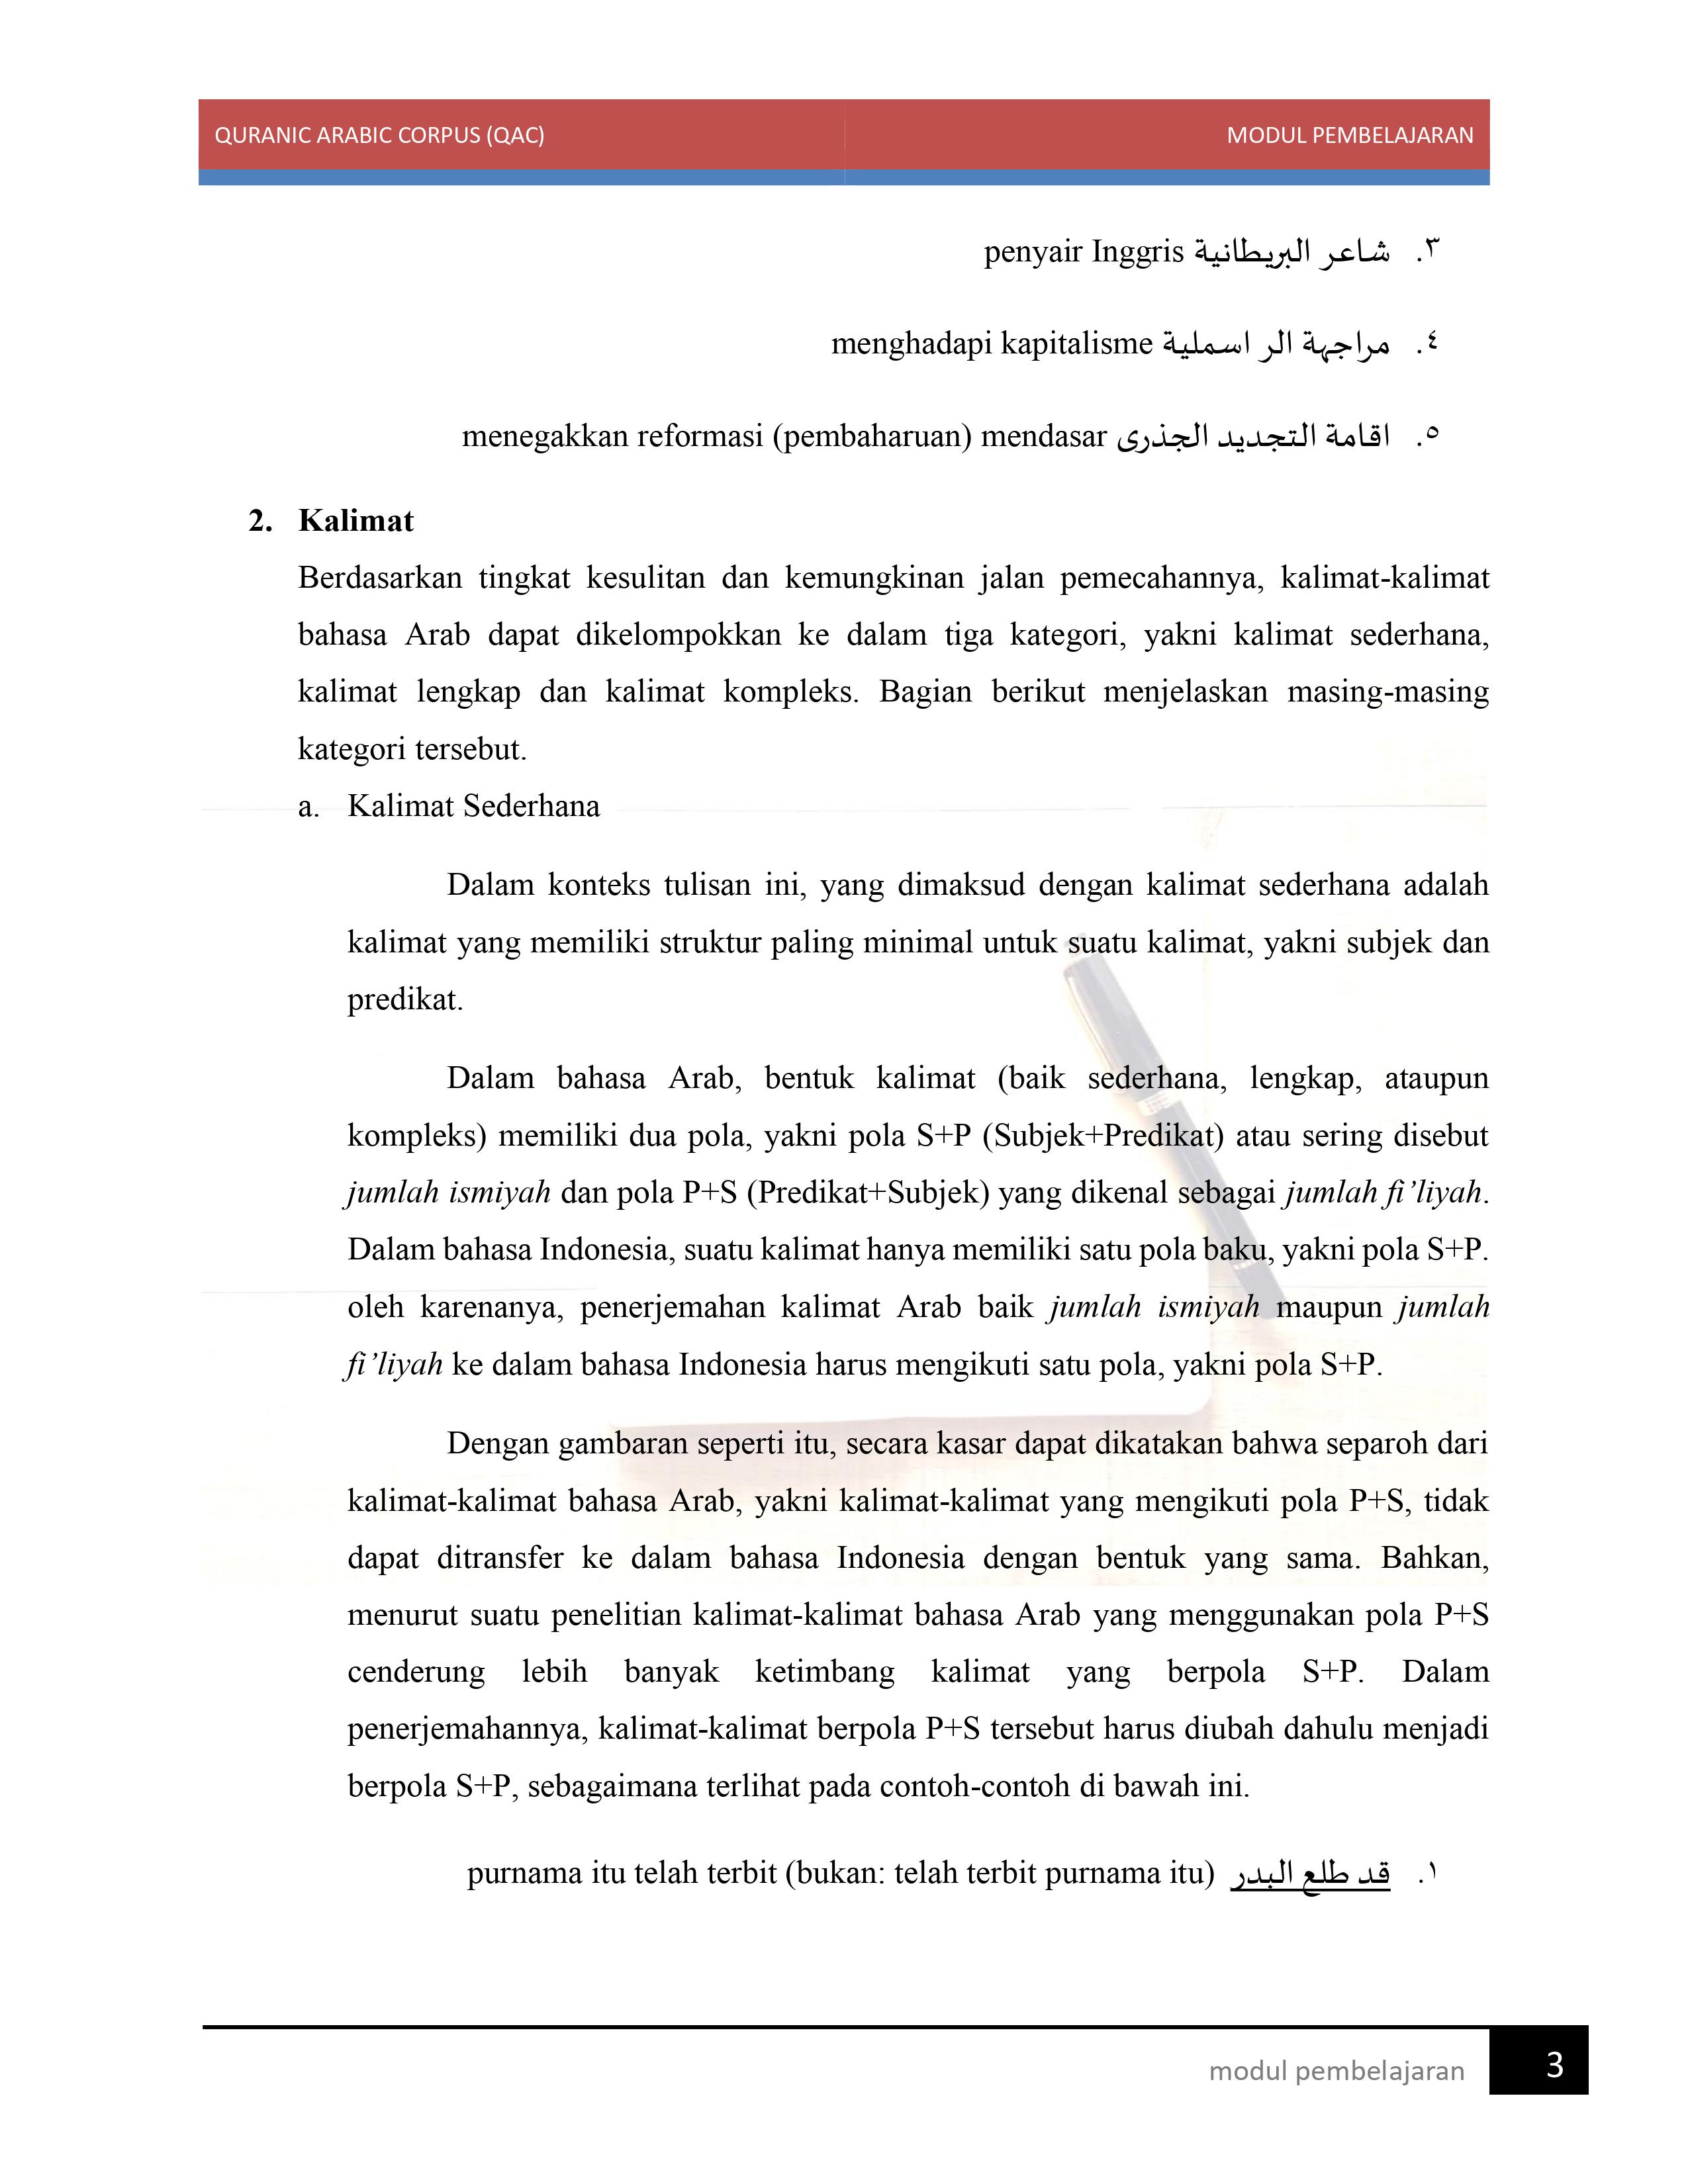 QURANIC ARABIC CORPUS (QAC) MODUL PEMBELAJARAN
٣. شاعر البريطانية penyair Inggris
٤. مراجهة الر اسملية menghadapi kapitalisme
٥. اقامة التجديد الجذرى menegakkan reformasi (pembaharuan) mendasar
2. Kalimat
Berdasarkan tingkat kesulitan dan kemungkinan jalan pemecahannya, kalimat-kalimat
bahasa Arab dapat dikelompokkan ke dalam tiga kategori, yakni kalimat sederhana,
kalimat lengkap dan kalimat kompleks. Bagian berikut menjelaskan masing-masing
kategori tersebut.
a. Kalimat Sederhana
Dalam konteks tulisan ini, yang dimaksud dengan kalimat sederhana adalah
kalimat yang memiliki struktur paling minimal untuk suatu kalimat, yakni subjek dan
predikat.
Dalam bahasa Arab, bentuk kalimat (baik sederhana, lengkap, ataupun
kompleks) memiliki dua pola, yakni pola S+P (Subjek+Predikat) atau sering disebut
jumlah ismiyah dan pola P+S (Predikat+Subjek) yang dikenal sebagai jumlah fi’liyah.
Dalam bahasa Indonesia, suatu kalimat hanya memiliki satu pola baku, yakni pola S+P.
oleh karenanya, penerjemahan kalimat Arab baik jumlah ismiyah maupun jumlah
fi’liyah ke dalam bahasa Indonesia harus mengikuti satu pola, yakni pola S+P.
Dengan gambaran seperti itu, secara kasar dapat dikatakan bahwa separoh dari
kalimat-kalimat bahasa Arab, yakni kalimat-kalimat yang mengikuti pola P+S, tidak
dapat ditransfer ke dalam bahasa Indonesia dengan bentuk yang sama. Bahkan,
menurut suatu penelitian kalimat-kalimat bahasa Arab yang menggunakan pola P+S
cenderung lebih banyak ketimbang kalimat yang berpola S+P. Dalam
penerjemahannya, kalimat-kalimat berpola P+S tersebut harus diubah dahulu menjadi
berpola S+P, sebagaimana terlihat pada contoh-contoh di bawah ini.
١. قد طلع البدر purnama itu telah terbit (bukan: telah terbit purnama itu)
modul pembelajaran 3